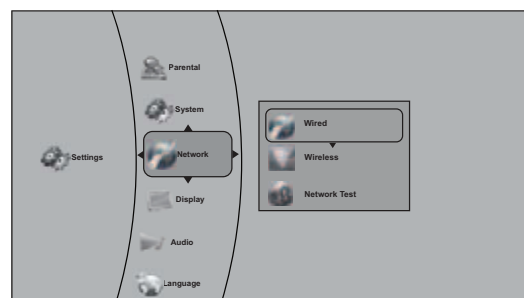 Settings
Parental
System
Network
Display
Audio
Language
Wired
Wireless
Network Test